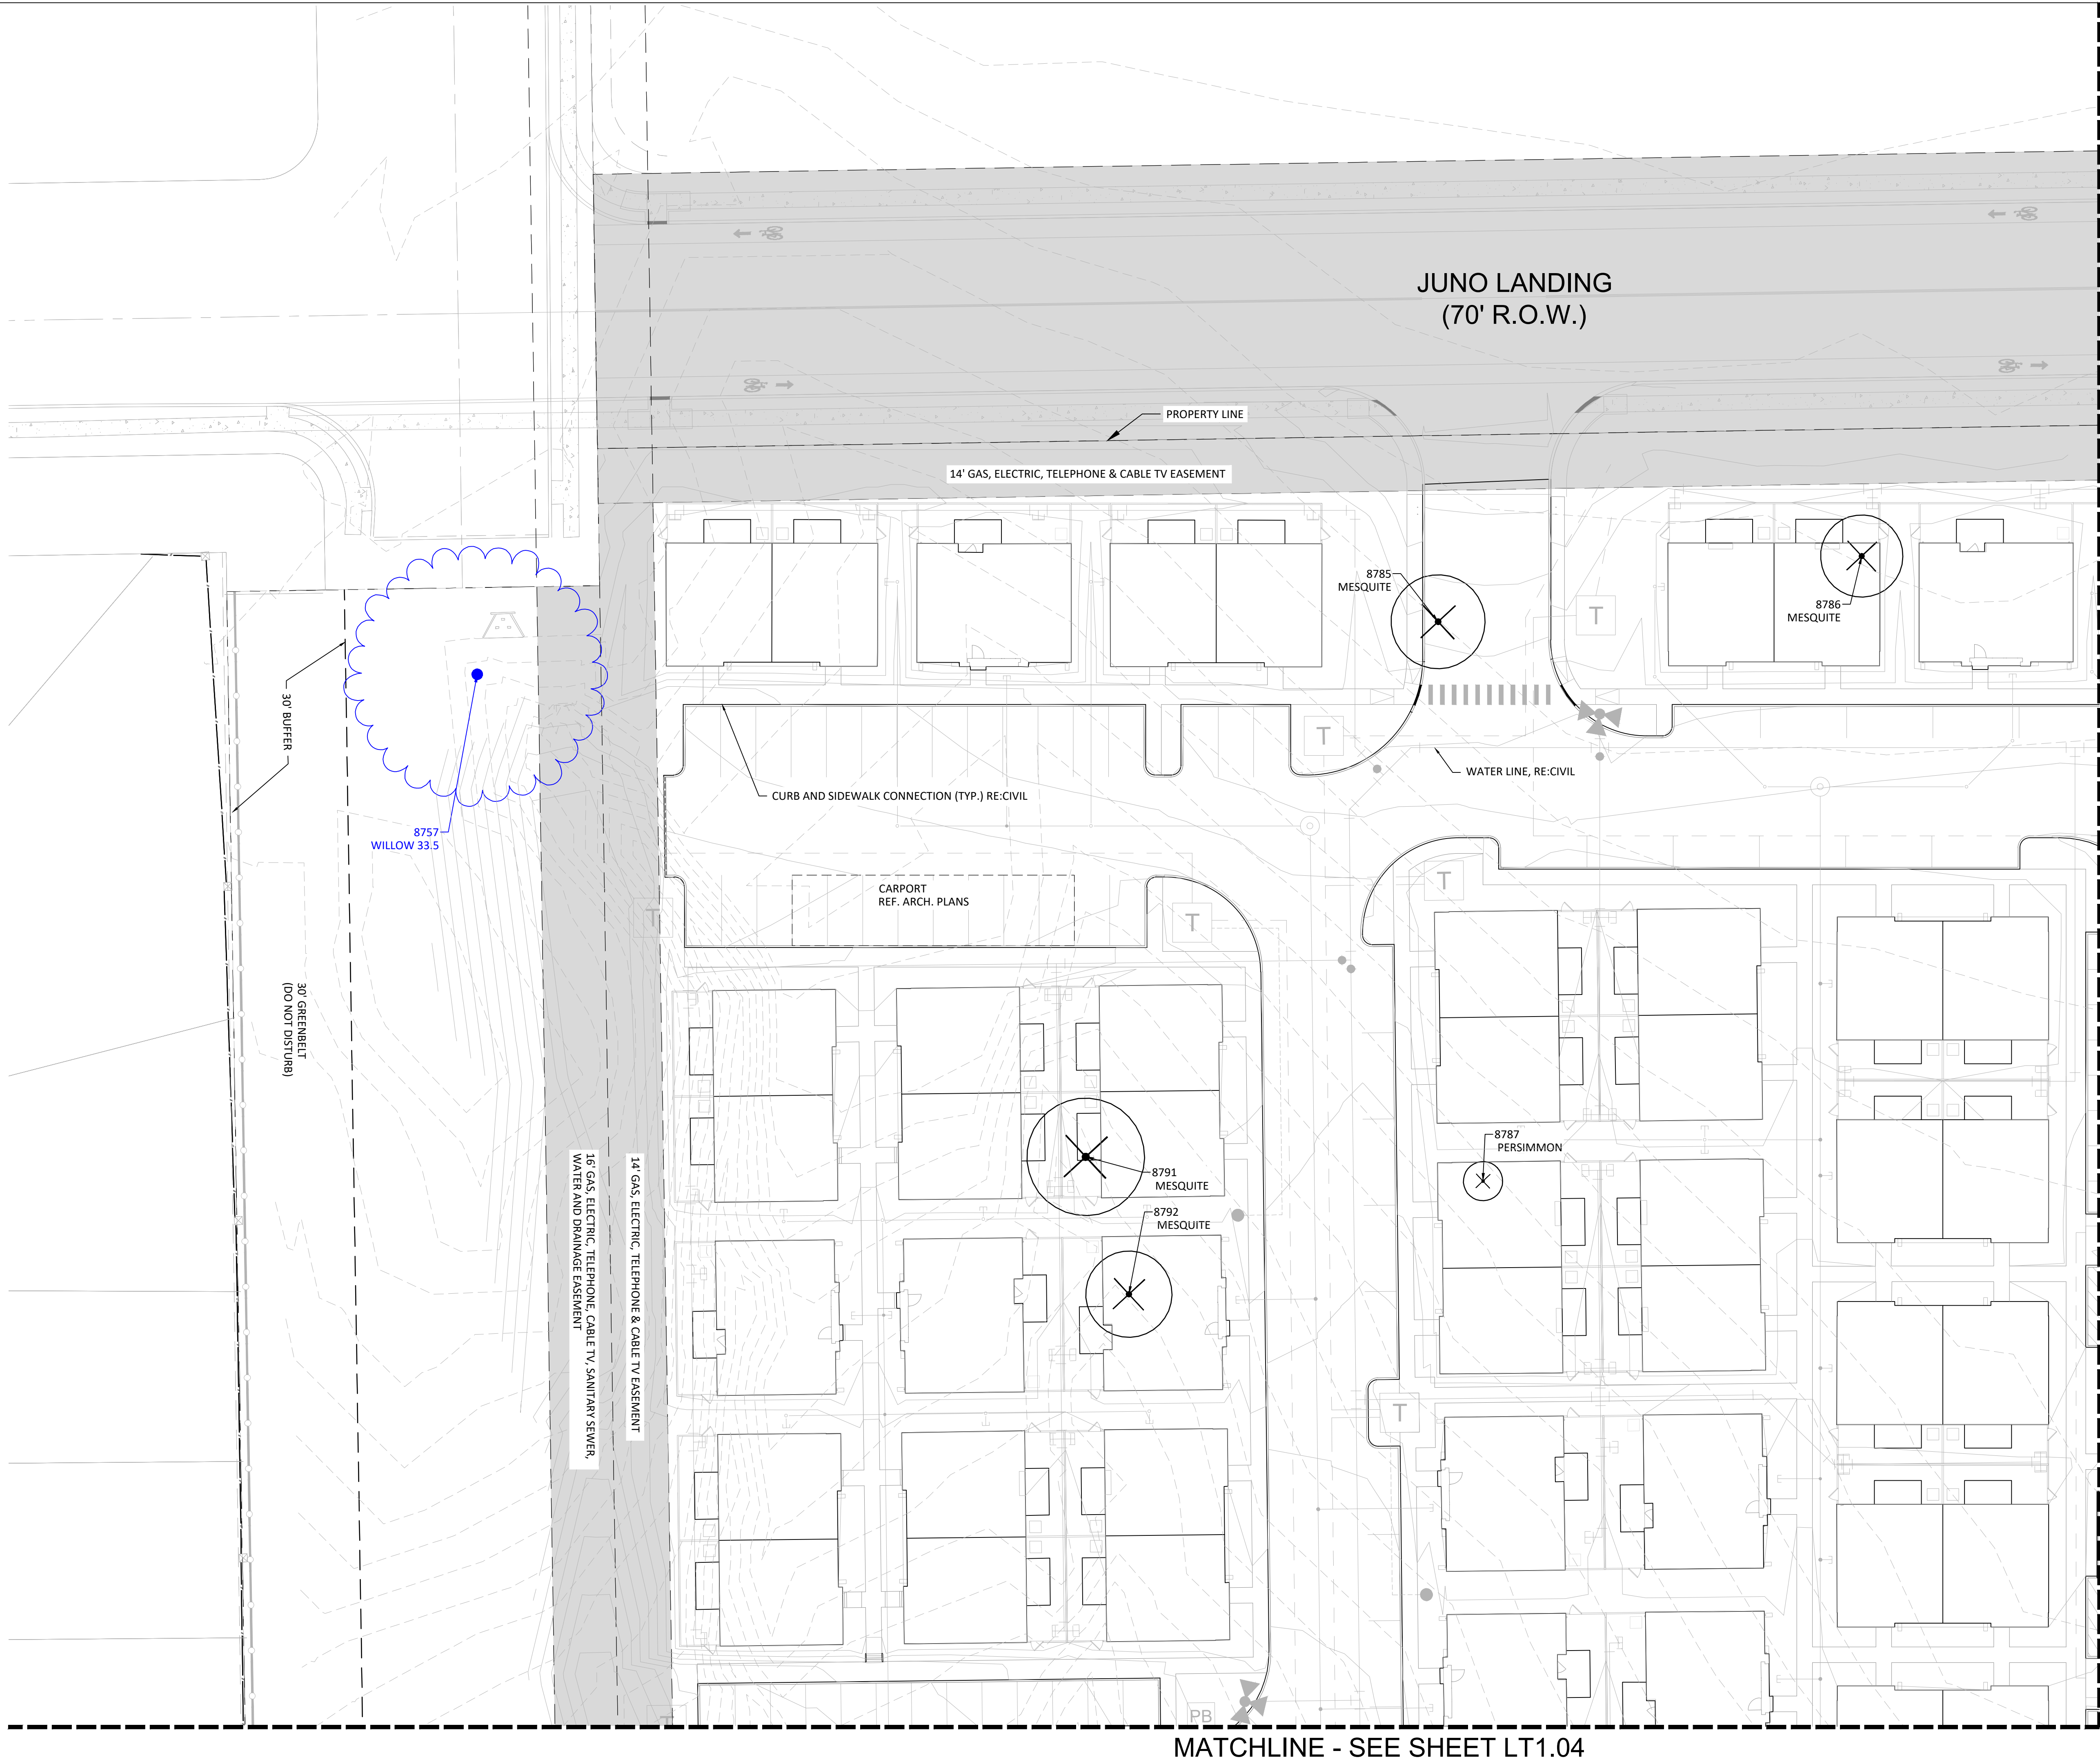 JUNO LANDING
(70' R.O.W.)
PROPERTY LINE
14' GAS, ELECTRIC, TELEPHONE & CABLE TV EASEMENT
8785
MESQUITE
8786
MESQUITE
T
30' BUFFER
T
WATER LINE, RE:CIVIL
CURB AND SIDEWALK CONNECTION (TYP.) RE:CIVIL
8757
WILLOW 33.5
CARPORT
REF. ARCH. PLANS
T
T
T
30' GREENBELT
(DO NOT DISTURB)
8787
PERSIMMON
8791
MESQUITE
8792
MESQUITE
16' GAS, ELECTRIC, TELEPHONE, CABLE TV, SANITARY SEWER,
WATER AND DRAINAGE EASEMENT
14' GAS, ELECTRIC, TELEPHONE & CABLE TV EASEMENT
T
T
PB
MATCHLINE - SEE SHEET LT1.04